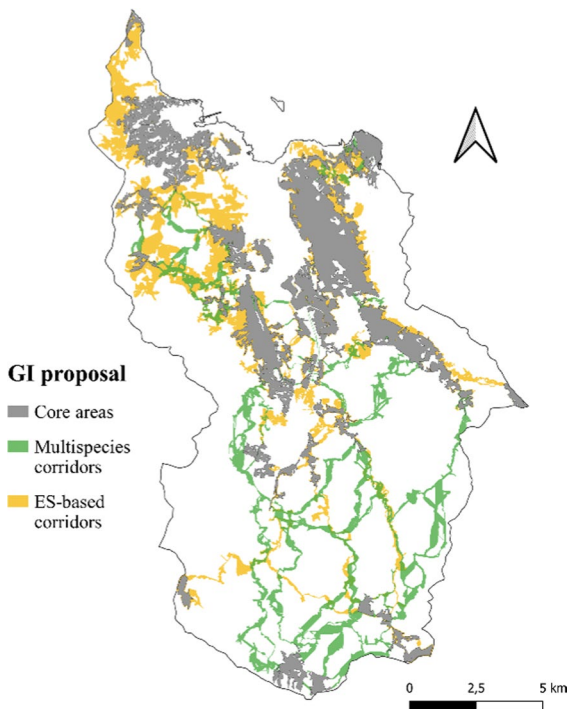 GI proposal
Core areas
Multispecies
corridors
ES-based
corridors
0 2,5 5 km